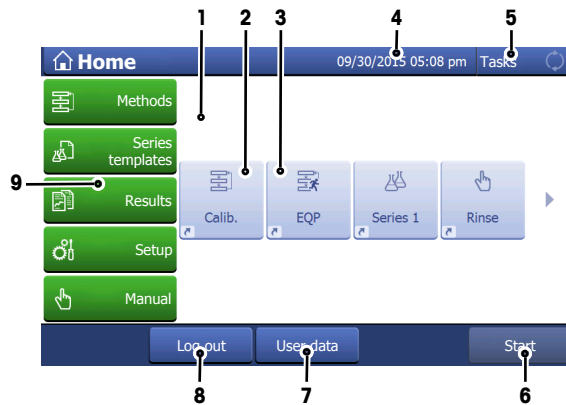 1 2 3 4 5
Home 09/30/2015 05:08 pm Tasks
Methods
Series
templates
9
Results
Setup
Manual
Calib. EQP Series 1 Rinse
Log out User data Start
8 7 6